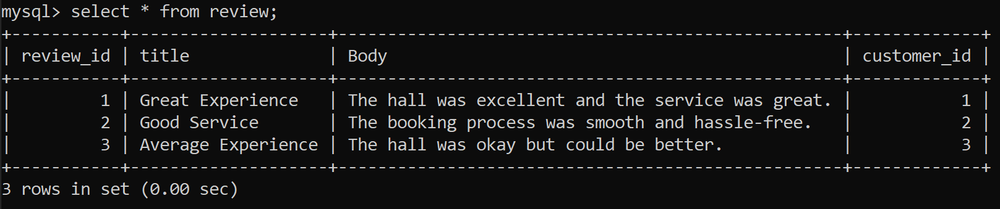 mysql> select * from review;
+-----------+--------------------+---------------------------------------------------+-------------+
| review_id | title              | Body                                              | customer_id |
+-----------+--------------------+---------------------------------------------------+-------------+
|         1 | Great Experience   | The hall was excellent and the service was great. |           1 |
|         2 | Good Service       | The booking process was smooth and hassle-free.   |           2 |
|         3 | Average Experience | The hall was okay but could be better.            |           3 |
+-----------+--------------------+---------------------------------------------------+-------------+
3 rows in set (0.00 sec)